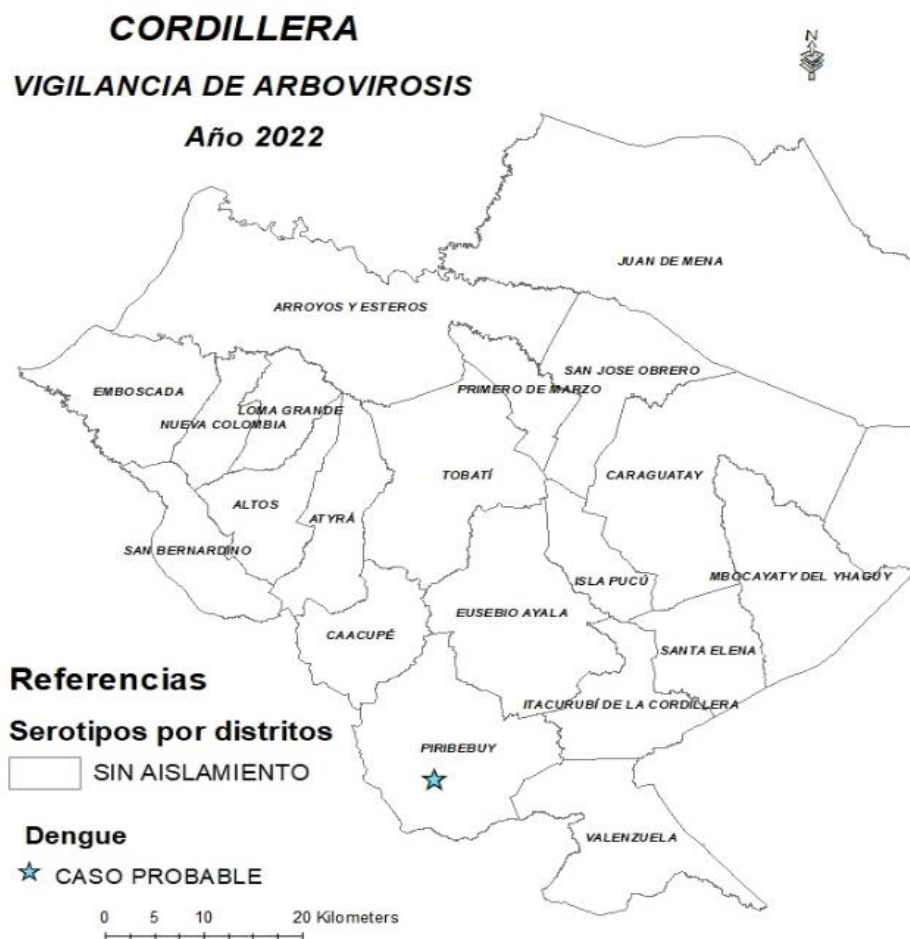 CORDILLERA
VIGILANCIA DE ARBOVIROSIS
Año 2022
N
JUAN DE MENA
ARROYOS Y ESTEROS
SAN JOSE OBRERO
EMBOSCADA
PRIMERO DE MARZO
LOMA GRANDE
NUEVA COLOMBIA
TOBATÍ
CARAGUATAY
ALTOS
ATYRÁ
SAN BERNARDINO
ISLA PUCÚ
MBOCAYATY DEL YHAGUY
EUSEBIO AYALA
CAACUPÉ
SANTA ELENA
ITACURUBÍ DE LA CORDILLERA
PIRIBEBUY
VALENZUELA
Referencias
Serotipos por distritos
SIN AISLAMIENTO
Dengue
CASO PROBABLE
0 5 10 20 Kilometers